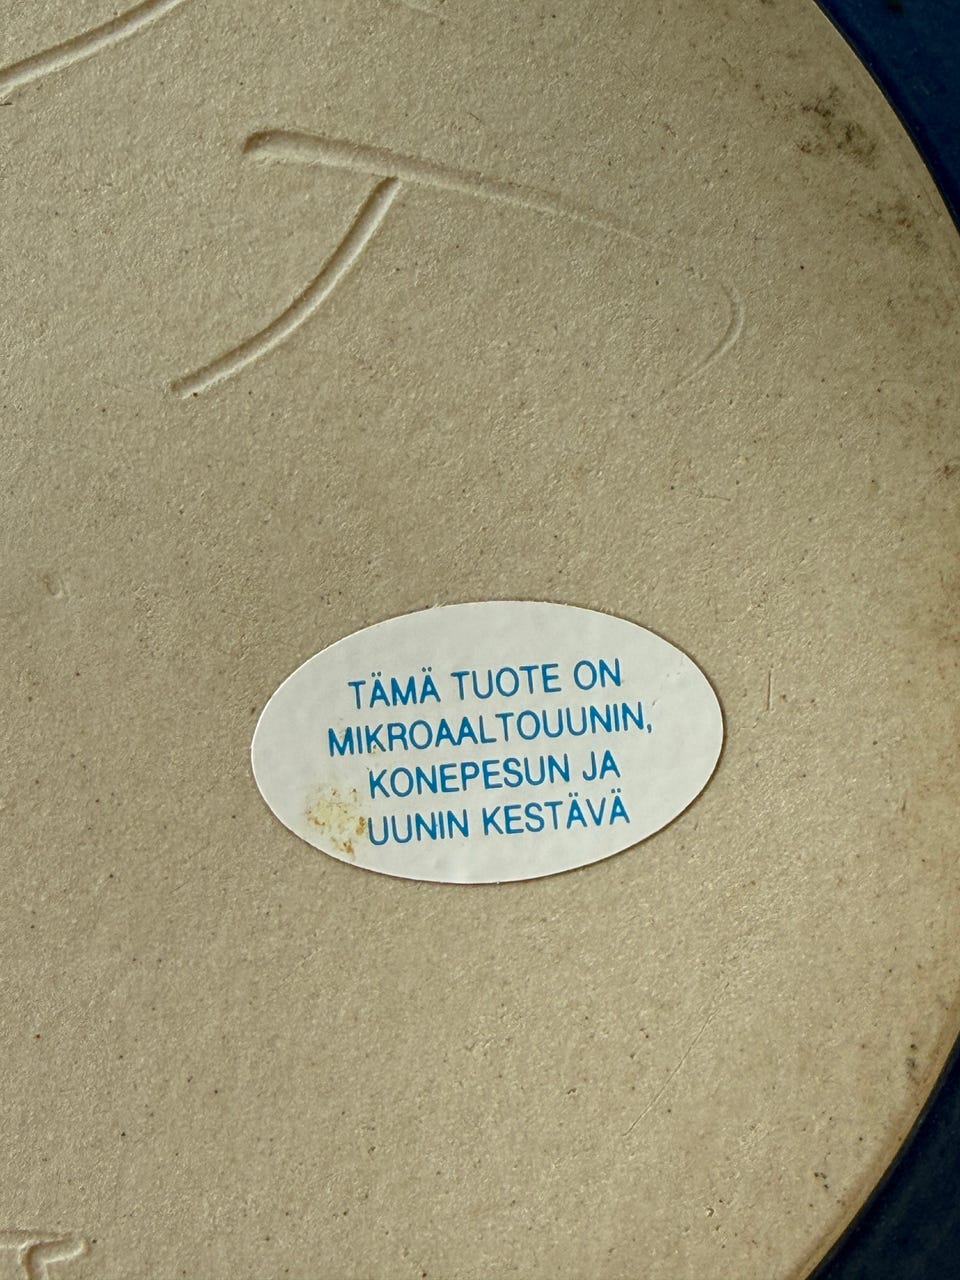 TÄMÄ TUOTE ON
MIKROAALTOUUNIN,
KONEPESUN JA
UUNIN KESTÄVÄ